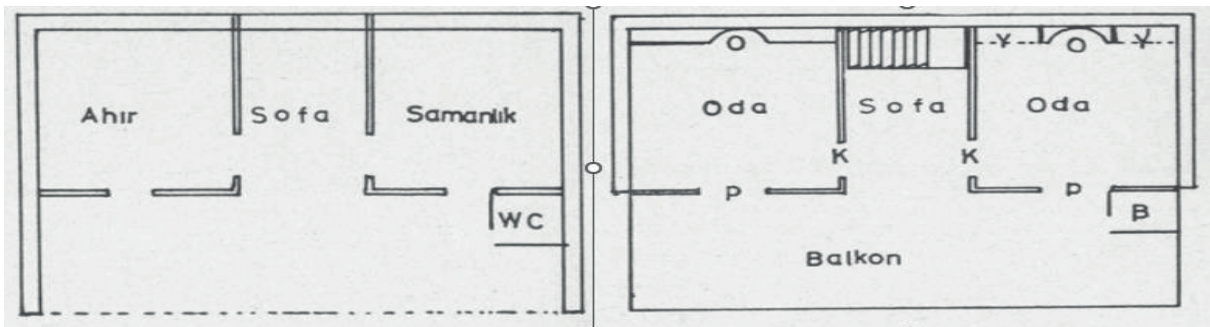 Ahır Sofa Samanlık
WC
O Y O Y
Oda Sofa Oda
K K
P P
B
Balkon